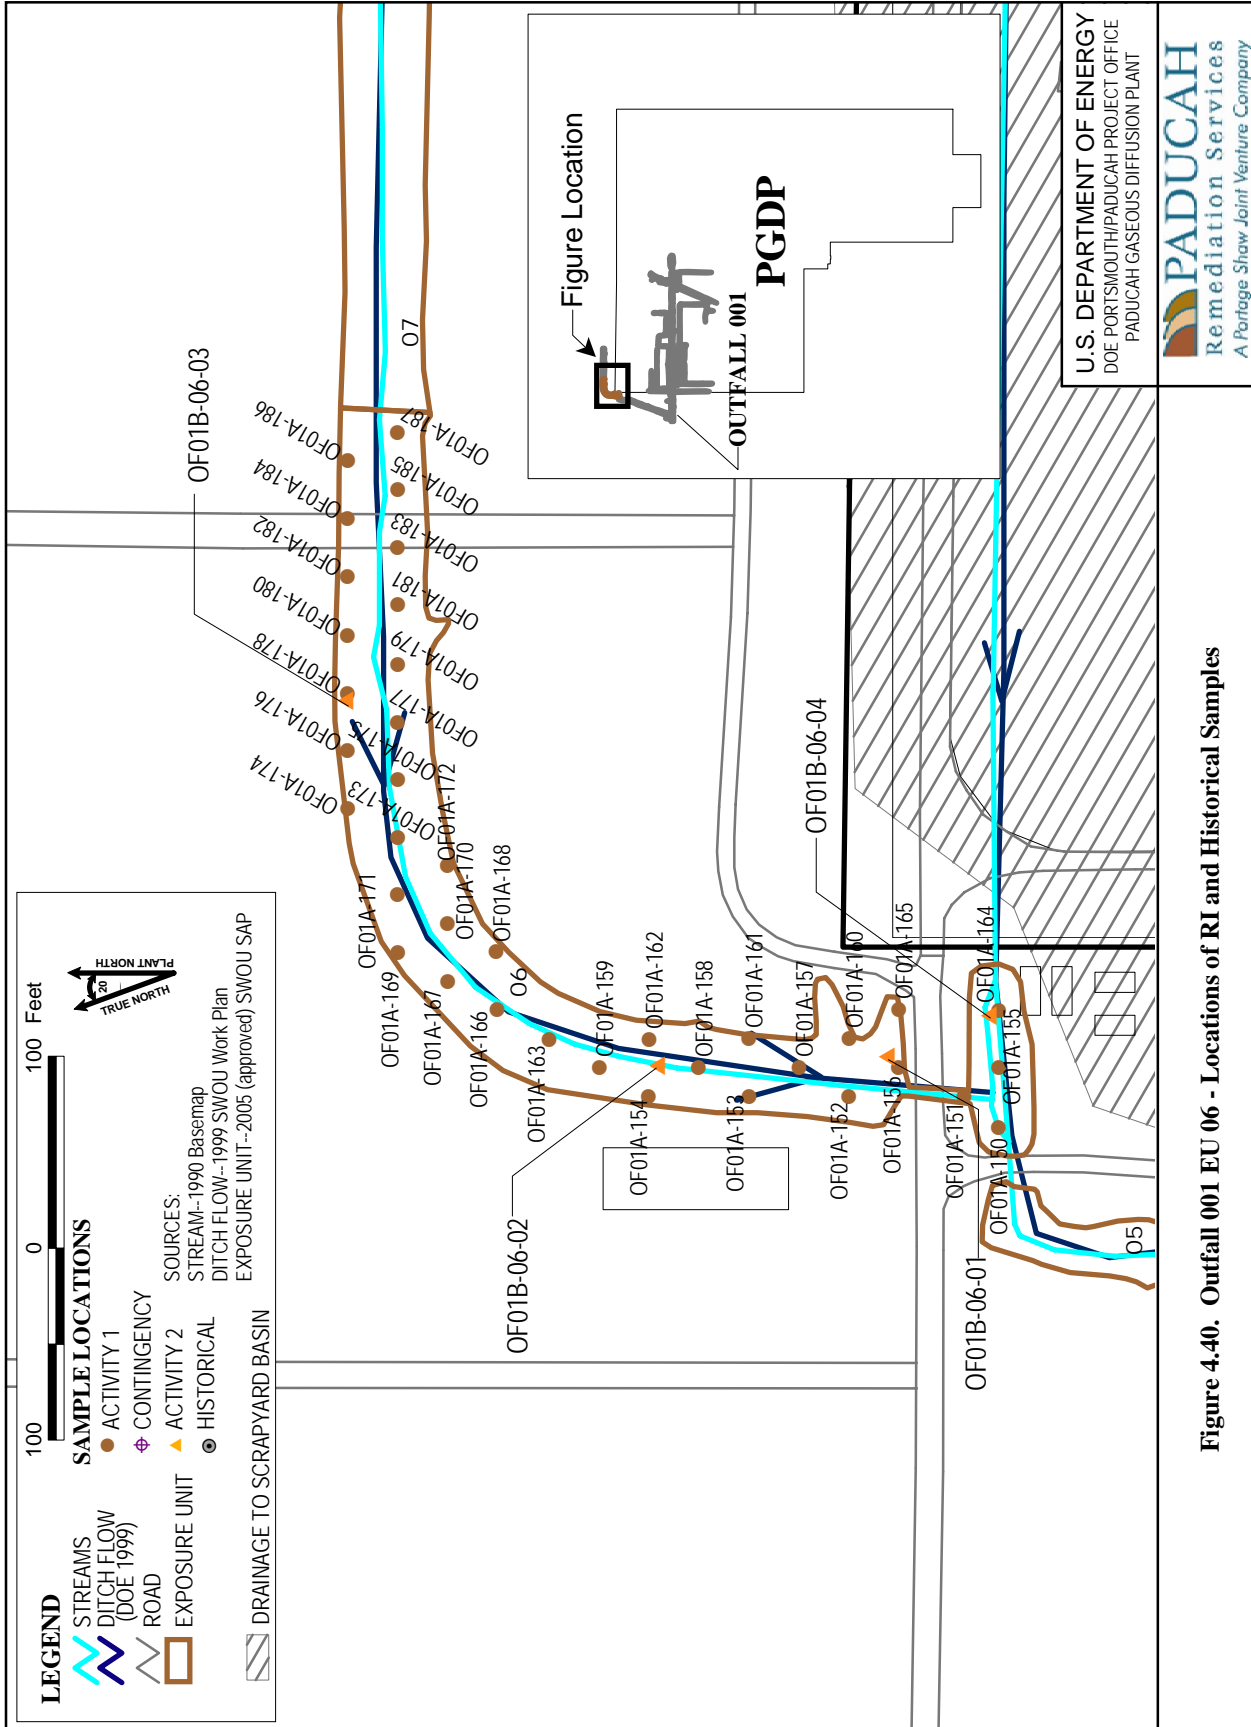 LEGEND
STREAMS
DITCH FLOW
(DOE 1999)
ROAD
EXPOSURE UNIT
DRAINAGE TO SCRAPYARD BASIN
100 0 100 Feet
SAMPLE LOCATIONS
ACTIVITY 1
CONTINGENCY
ACTIVITY 2
HISTORICAL
SOURCES:
STREAM--1990 Basemap
DITCH FLOW--1999 SWOU Work Plan
EXPOSURE UNIT--2005 (approved) SWOU SAP
PLANT NORTH
20
TRUE NORTH
OF01B-06-03
OF01A-174
OF01A-176
OF01A-178
OF01A-180
OF01A-182
OF01A-184
OF01A-186
OF01A-173
OF01A-175
OF01A-177
OF01A-179
OF01A-181
OF01A-183
OF01A-185
OF01A-187
O7
OF01A-171
OF01A-172
OF01A-169
OF01A-170
OF01A-167
OF01A-168
OF01A-166
O6
OF01A-163
OF01A-159
OF01A-162
OF01A-154
OF01A-158
OF01B-06-02
OF01A-153
OF01A-161
OF01A-157
OF01A-152
OF01A-160
OF01A-156
OF01A-165
OF01B-06-04
OF01A-151
OF01A-164
OF01A-150
OF01A-155
OF01B-06-01
O5
Figure Location
OUTFALL 001
PGDP
U.S. DEPARTMENT OF ENERGY
DOE PORTSMOUTH/PADUCAH PROJECT OFFICE
PADUCAH GASEOUS DIFFUSION PLANT
PADUCAH
Remediation Services
A Portage Shaw Joint Venture Company
Figure 4.40. Outfall 001 EU 06 - Locations of RI and Historical Samples